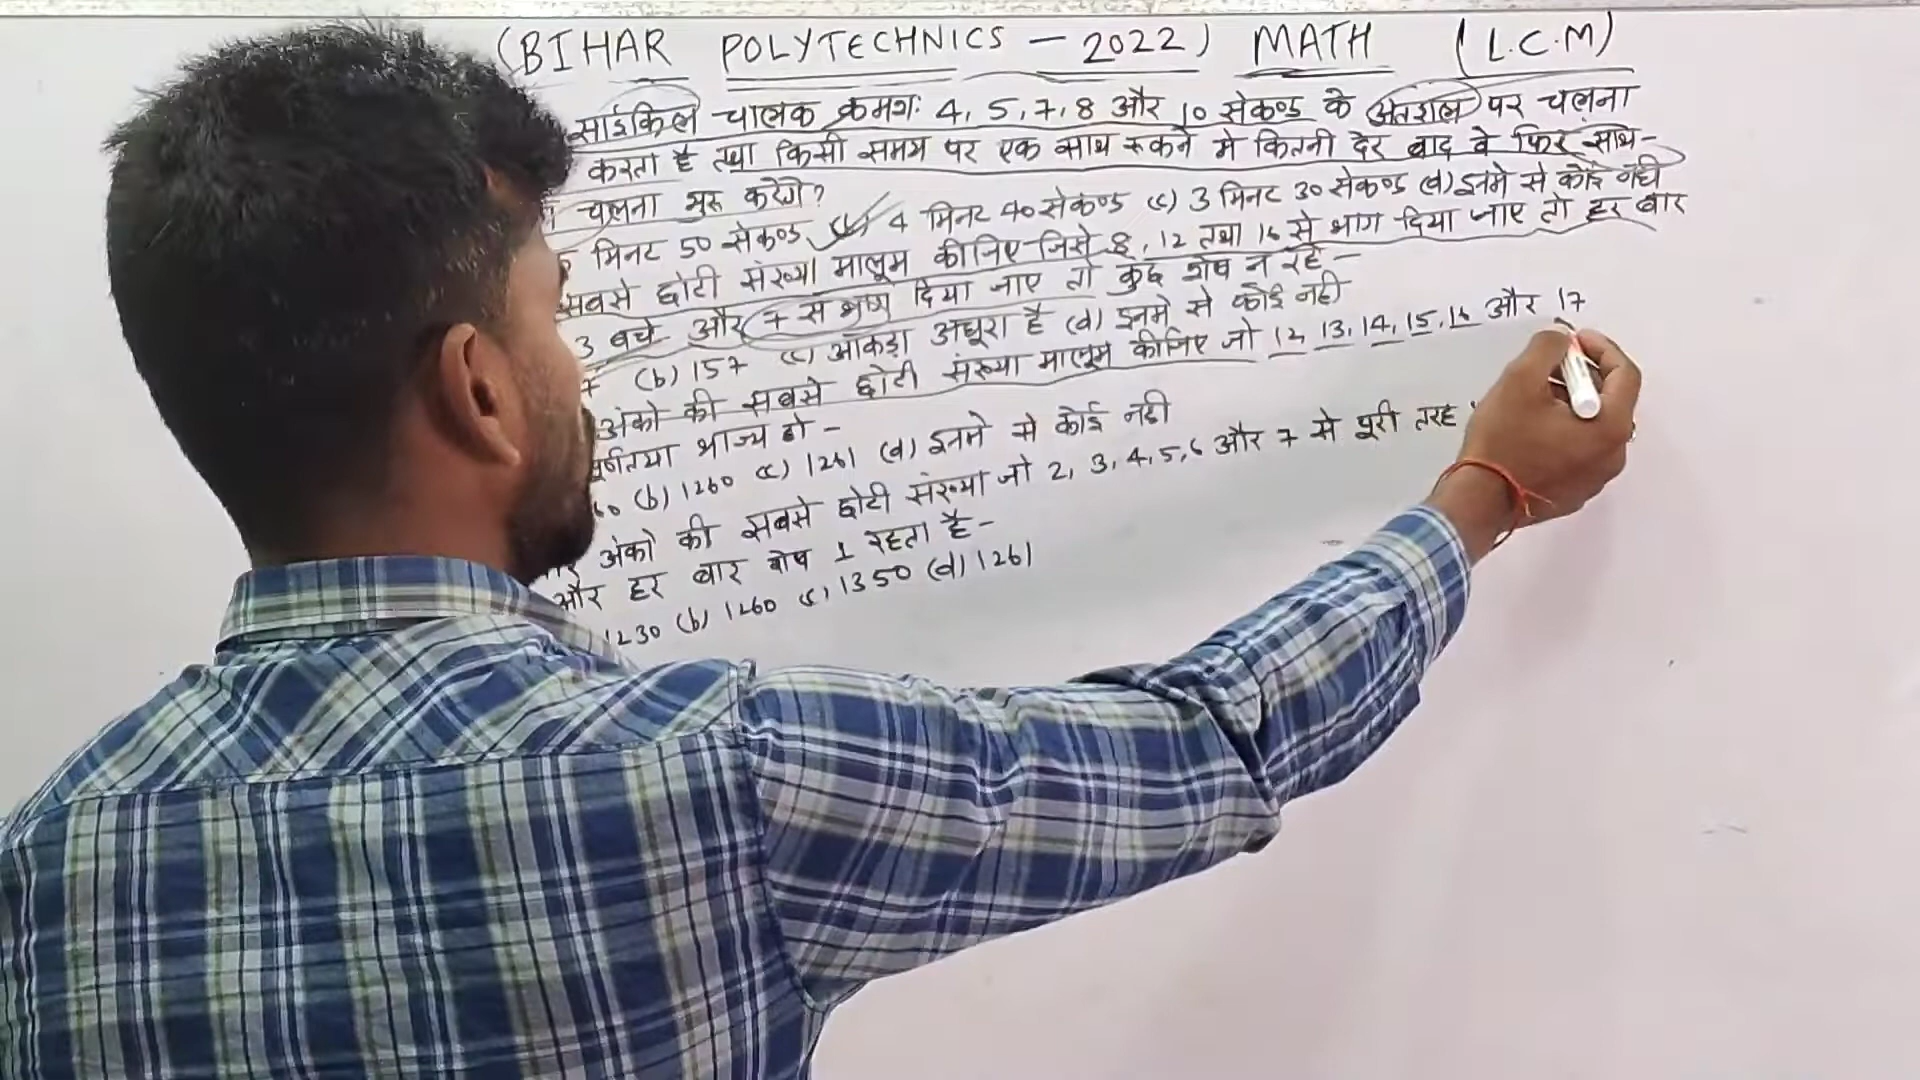 (BIHAR POLYTECHNICS - 2022) MATH (L.C.M)
साईकिल चालक क्रमशः 4, 5, 7, 8 और 10 सेकण्ड के अंतराल पर चलना
करता है तथा किसी समय पर एक साथ रूकने मे कितनी देर बाद वे फिर साथ-
चलना शुरू करेंगे?
मिनट 50 सेकण्ड (b) 4 मिनट 40 सेकण्ड (c) 3 मिनट 30 सेकण्ड (d) इनमे से कोई नही
सबसे छोटी संख्या मालूम कीजिए जिसे 8, 12 तथा 16 से भाग दिया जाए तो हर बार
3 बचे और 7 से भाग दिया जाए तो कुछ शेष न रहे -
7 (b) 157 (c) आंकड़ा अधूरा है (d) इनमे से कोई नही
अंको की सबसे छोटी संख्या मालूम कीजिए जो 12, 13, 14, 15, 16 और 17
पूर्णतया भाज्य हो -
60 (b) 1260 (c) 1261 (d) इनमे से कोई नही
अंको की सबसे छोटी संख्या जो 2, 3, 4, 5, 6 और 7 से पूरी तरह
और हर बार शेष 1 रहता है -
1230 (b) 1260 (c) 1350 (d) 1261